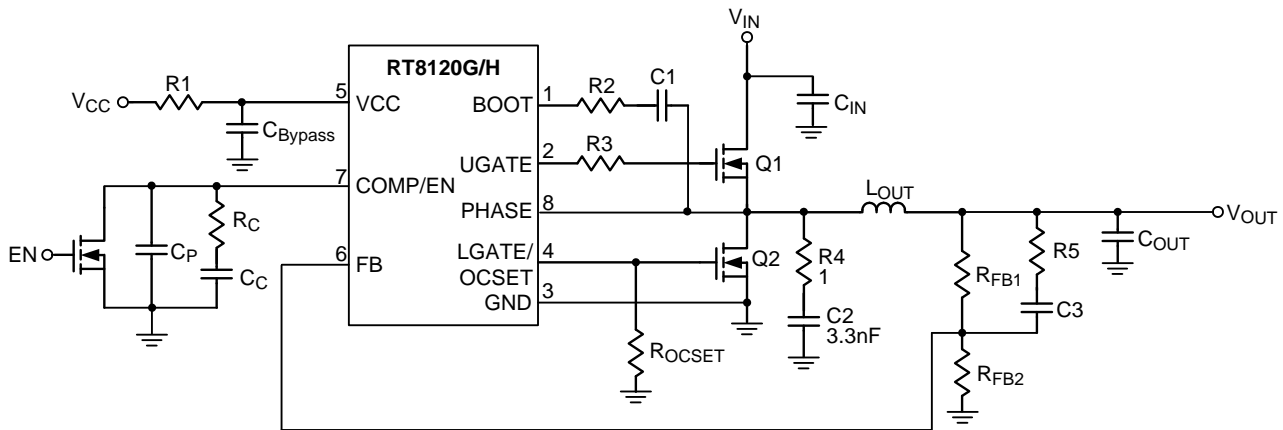 V_IN
RT8120G/H
V_CC
R1
5
VCC
C_Bypass
BOOT
1
R2
C1
C_IN
UGATE
2
R3
Q1
7
COMP/EN
PHASE
8
L_OUT
V_OUT
EN
C_P
R_C
C_C
6
FB
LGATE/
OCSET
4
Q2
GND
3
R4
1
C2
3.3nF
R_OCSET
R_FB1
R5
C3
C_OUT
R_FB2